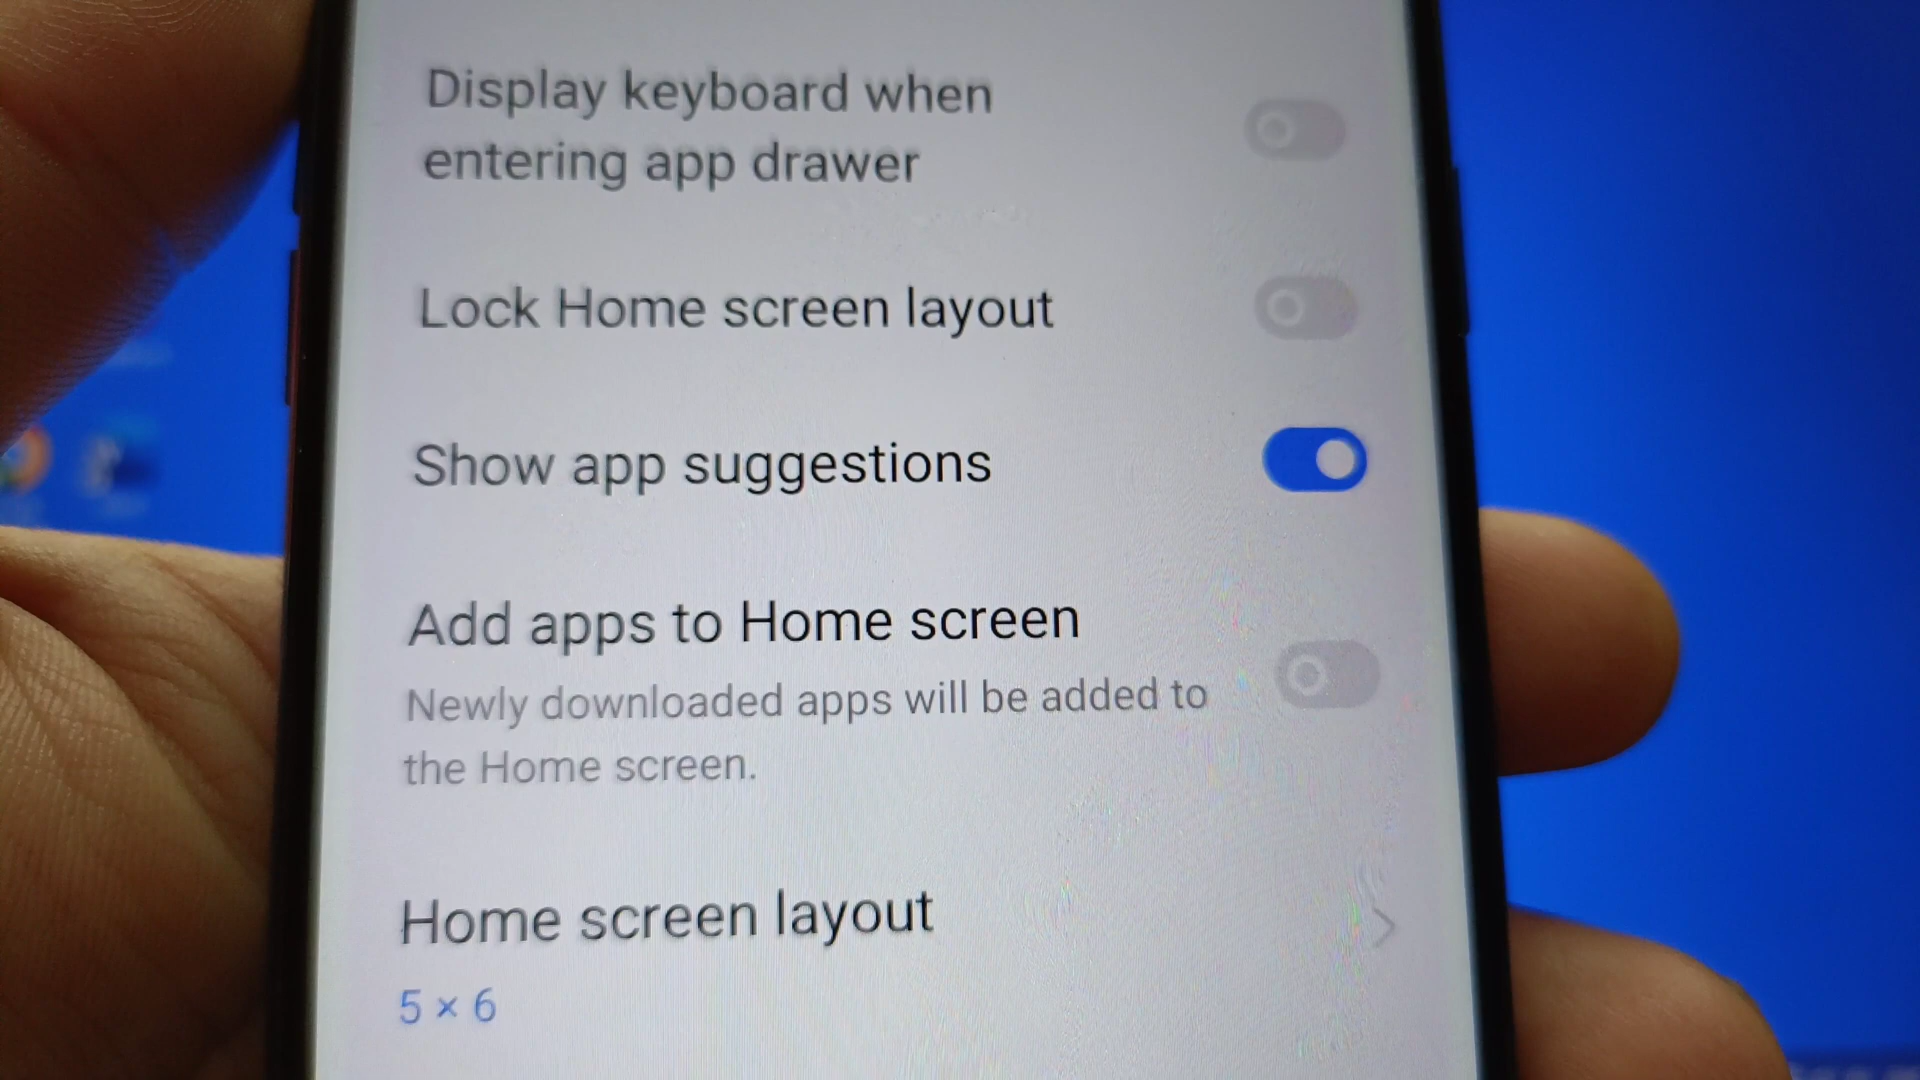 Display keyboard when
entering app drawer
Lock Home screen layout
Show app suggestions
Add apps to Home screen
Newly downloaded apps will be added to
the Home screen.
Home screen layout
5 × 6